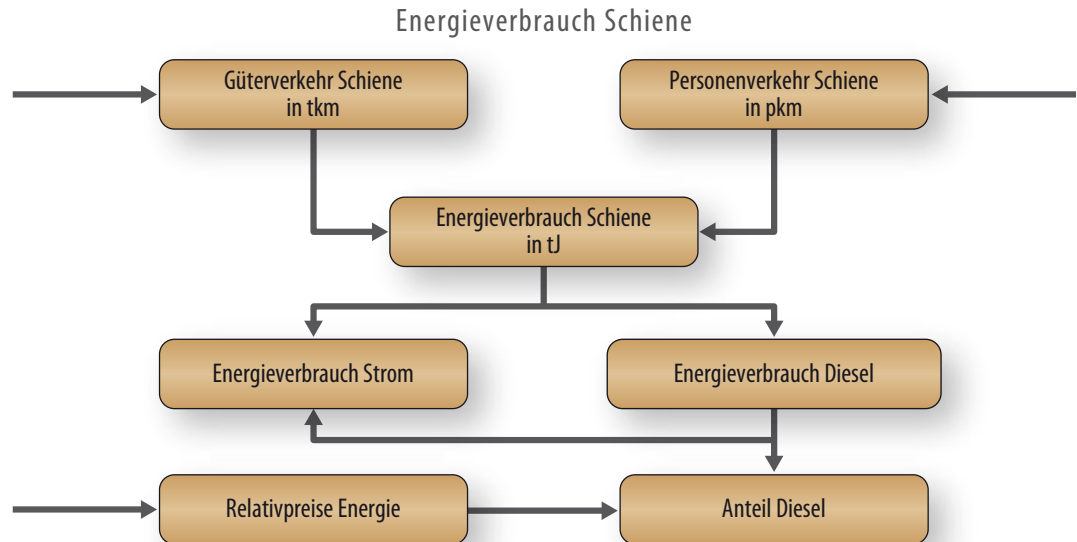 Energieverbrauch Schiene
Güterverkehr Schiene
in tkm
Personenverkehr Schiene
in pkm
Energieverbrauch Schiene
in tJ
Energieverbrauch Strom
Energieverbrauch Diesel
Relativpreise Energie
Anteil Diesel